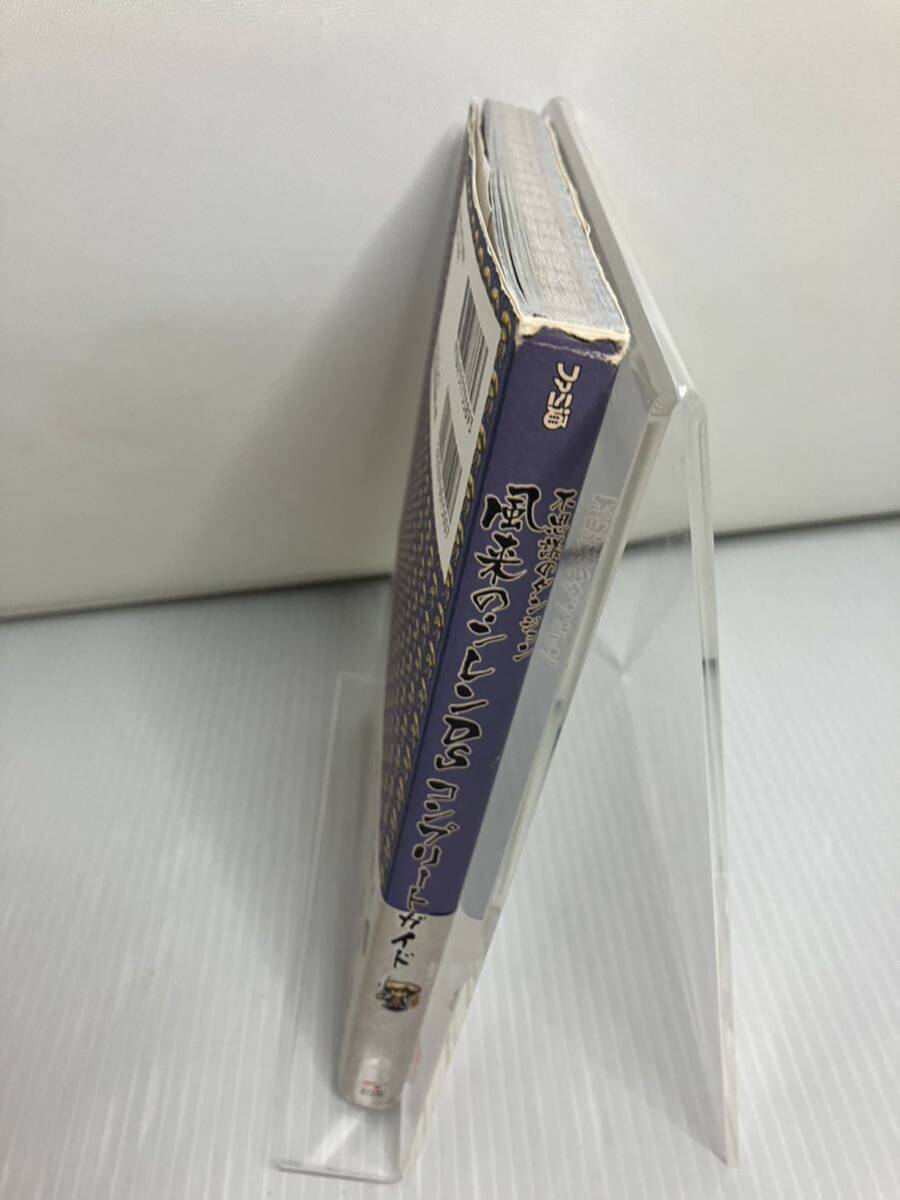 ファミ通
不思議のダンジョン
風来のシレンDS コンプリートガイド